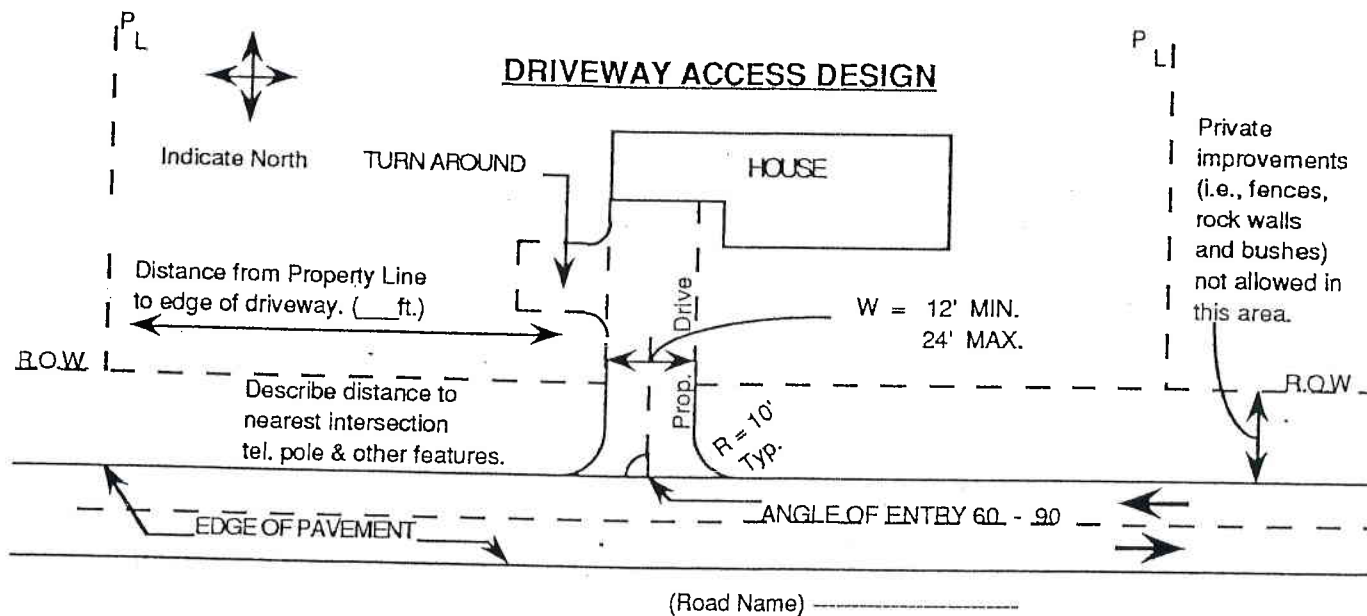 P
L
P
L
DRIVEWAY ACCESS DESIGN
Indicate North
TURN AROUND
HOUSE
Private
improvements
(i.e., fences,
rock walls
and bushes)
not allowed in
this area.
Distance from Property Line
to edge of driveway. (___ft.)
Prop. Drive
W = 12' MIN.
24' MAX.
R.O.W
R.O.W
Describe distance to
nearest intersection
tel. pole & other features.
R = 10'
Typ.
ANGLE OF ENTRY 60 - 90
EDGE OF PAVEMENT
(Road Name) --------------------